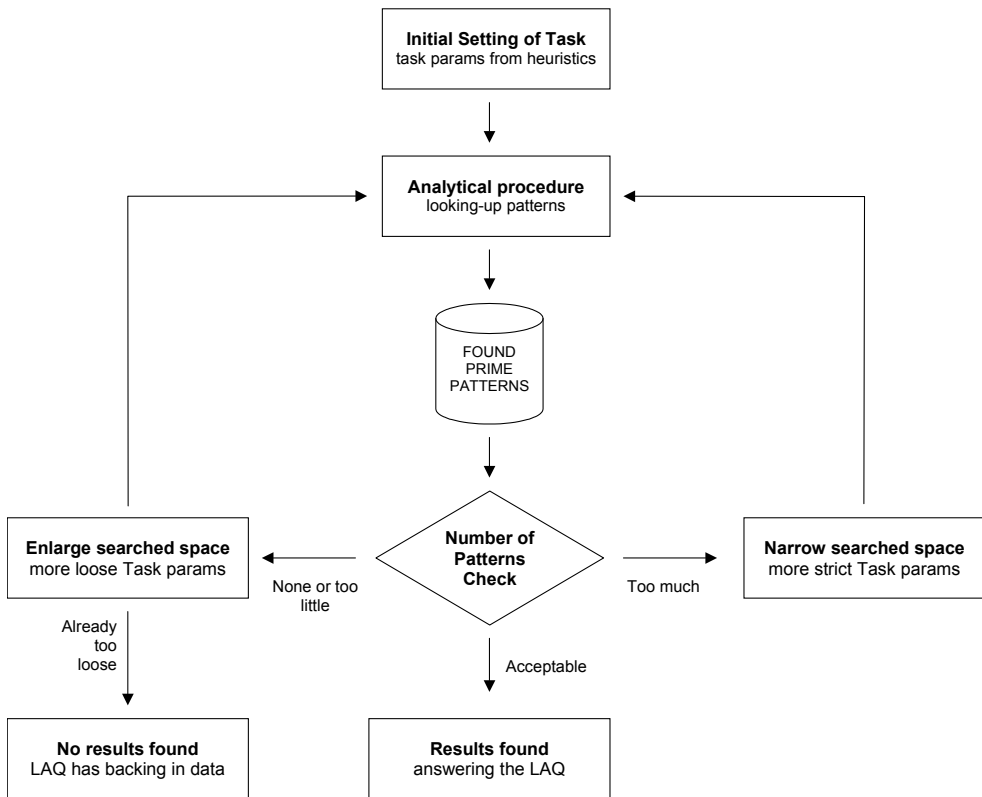 Initial Setting of Task
task params from heuristics
Analytical procedure
looking-up patterns
FOUND
PRIME
PATTERNS
Number of
Patterns
Check
Enlarge searched space
more loose Task params
None or too
little
Too much
Narrow searched space
more strict Task params
Already
too
loose
Acceptable
No results found
LAQ has backing in data
Results found
answering the LAQ